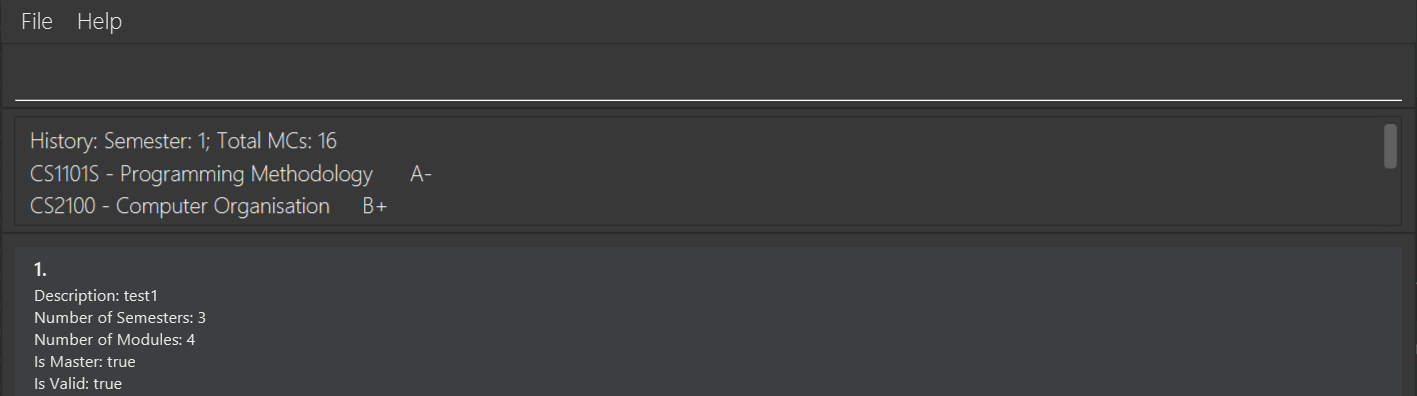 File Help
History: Semester: 1; Total MCs: 16
CS1101S - Programming Methodology A-
CS2100 - Computer Organisation B+
1.
Description: test1
Number of Semesters: 3
Number of Modules: 4
Is Master: true
Is Valid: true